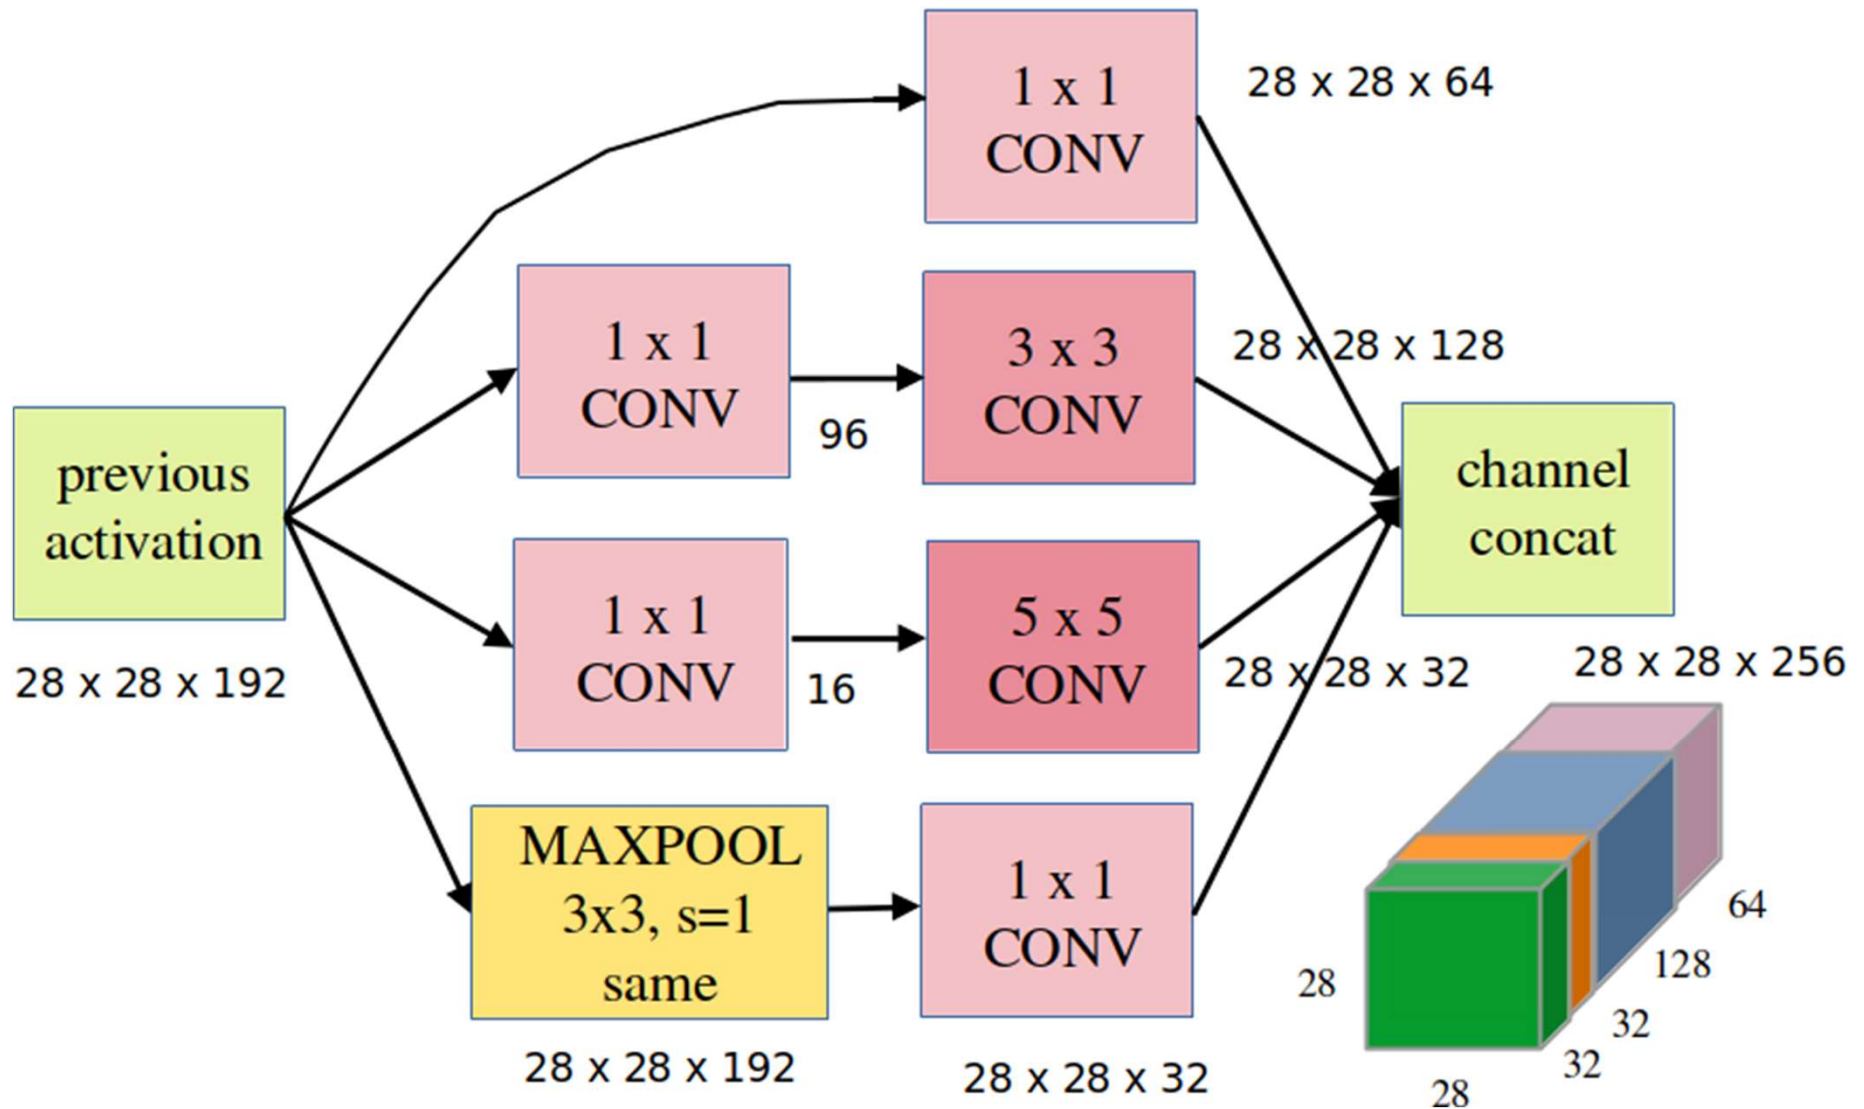 1 x 1
CONV
28 x 28 x 64
1 x 1
CONV
96
3 x 3
CONV
28 x 28 x 128
previous
activation
28 x 28 x 192
1 x 1
CONV
16
5 x 5
CONV
28 x 28 x 32
channel
concat
28 x 28 x 256
MAXPOOL
3x3, s=1
same
28 x 28 x 192
1 x 1
CONV
28 x 28 x 32
64
128
32
32
28
28